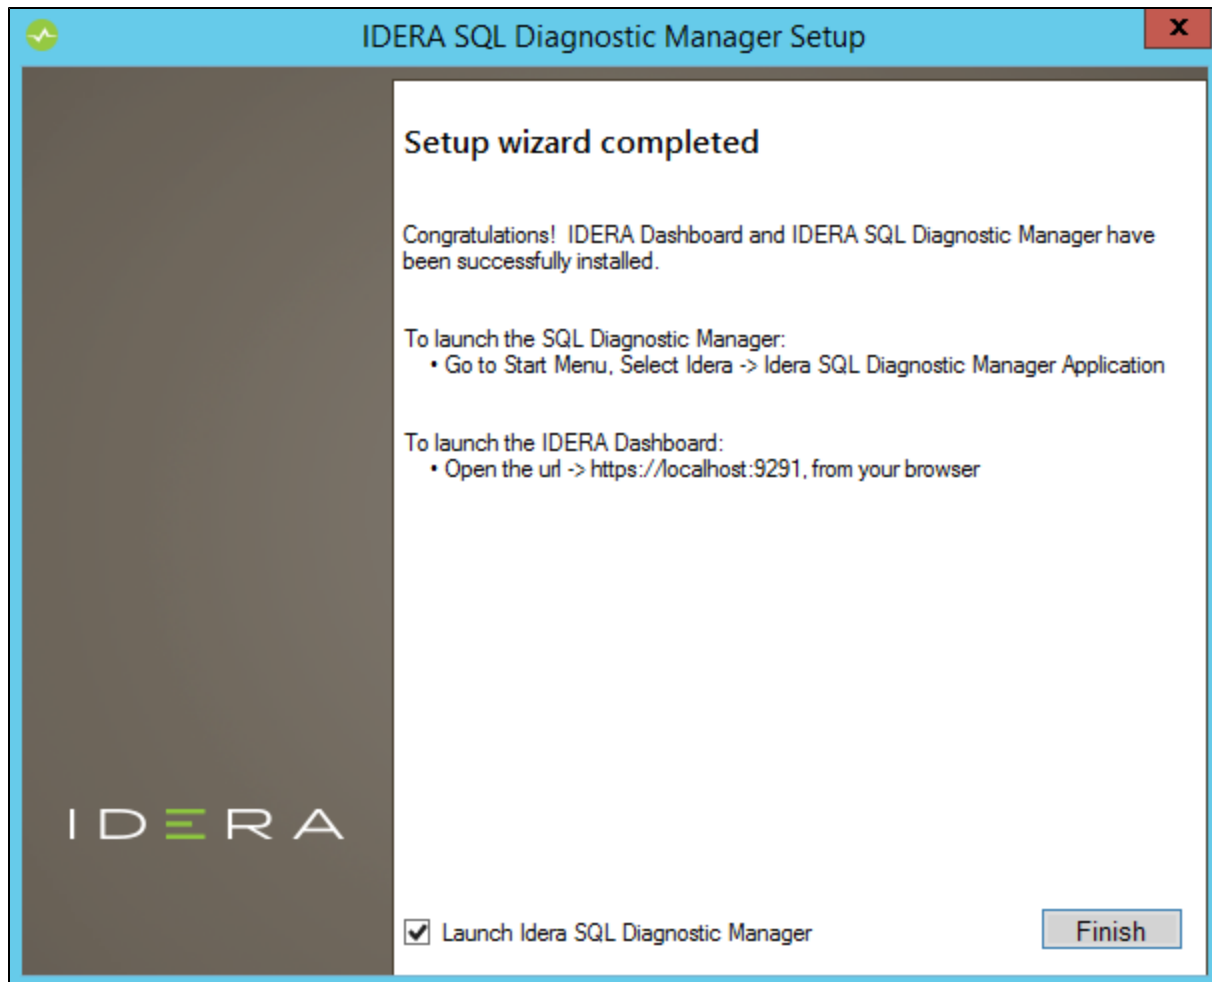 IDERA SQL Diagnostic Manager Setup
X
Setup wizard completed
Congratulations!  IDERA Dashboard and IDERA SQL Diagnostic Manager have
been successfully installed.
To launch the SQL Diagnostic Manager:
• Go to Start Menu, Select Idera -> Idera SQL Diagnostic Manager Application
To launch the IDERA Dashboard:
• Open the url -> https://localhost:9291, from your browser
IDERA
Launch Idera SQL Diagnostic Manager
Finish